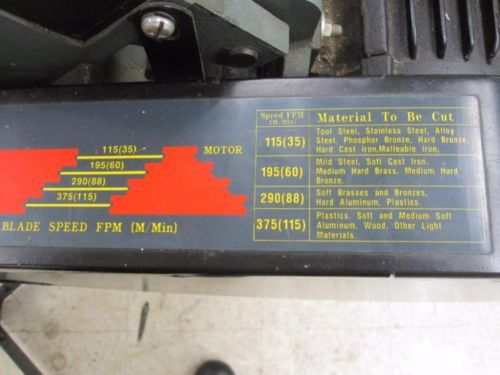 115(35)
195(60)
290(88)
375(115)
MOTOR
BLADE SPEED FPM (M/Min)
Speed FPM
(M/Min)
Material To Be Cut
115(35)
Tool Steel, Stainless Steel, Alloy
Steel, Phosphor Bronze, Hard Bronze,
Hard Cast Iron,Malleable Iron.
195(60)
Mild Steel, Soft Cast Iron,
Medium Hard Brass, Medium Hard
Bronze.
290(88)
Soft Brasses and Bronzes,
Hard Aluminum, Plastics.
375(115)
Plastics, Soft and Medium Soft
Aluminum, Wood, Other Light
Materials.